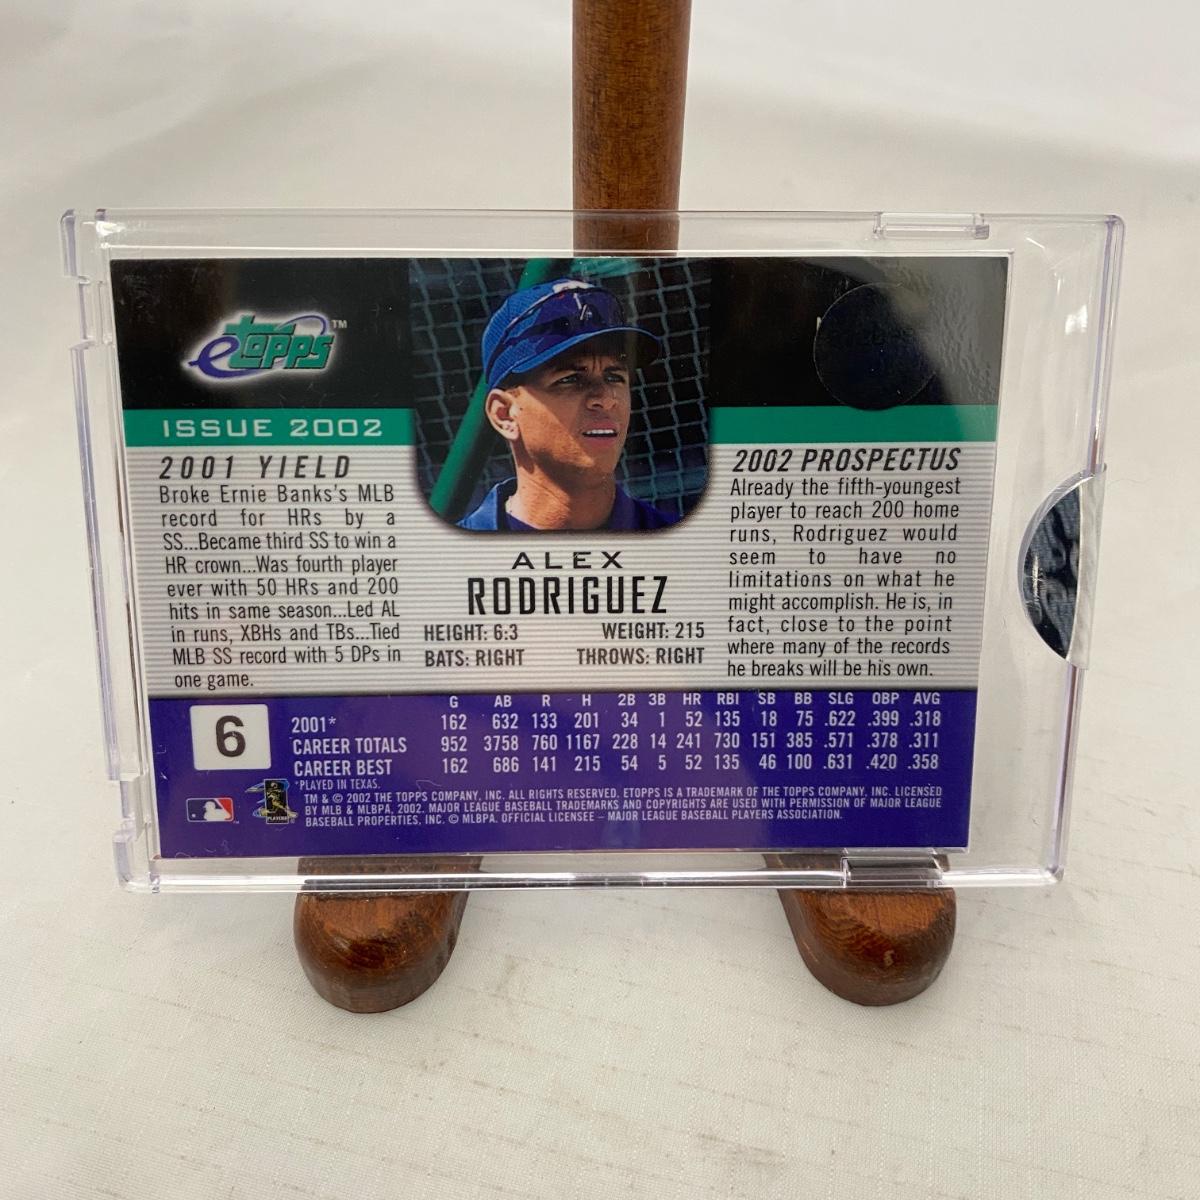 etopps™
ISSUE 2002
2001 YIELD
Broke Ernie Banks's MLB
record for HRs by a
SS...Became third SS to win a
HR crown...Was fourth player
ever with 50 HRs and 200
hits in same season...Led AL
in runs, XBHs and TBs...Tied
MLB SS record with 5 DPs in
one game.
ALEX
RODRIGUEZ
HEIGHT: 6:3 WEIGHT: 215
BATS: RIGHT THROWS: RIGHT
2002 PROSPECTUS
Already the fifth-youngest
player to reach 200 home
runs, Rodriguez would
seem to have no
limitations on what he
might accomplish. He is, in
fact, close to the point
where many of the records
he breaks will be his own.
6
G AB R H 2B 3B HR RBI SB BB SLG OBP AVG
2001* 162 632 133 201 34 1 52 135 18 75 .622 .399 .318
CAREER TOTALS 952 3758 760 1167 228 14 241 730 151 385 .571 .378 .311
CAREER BEST 162 686 141 215 54 5 52 135 46 100 .631 .420 .358
*PLAYED IN TEXAS.
TM & © 2002 THE TOPPS COMPANY, INC. ALL RIGHTS RESERVED. ETOPPS IS A TRADEMARK OF THE TOPPS COMPANY, INC. LICENSED
BY MLB & MLBPA, 2002. MAJOR LEAGUE BASEBALL TRADEMARKS AND COPYRIGHTS ARE USED WITH PERMISSION OF MAJOR LEAGUE
BASEBALL PROPERTIES, INC. © MLBPA. OFFICIAL LICENSEE – MAJOR LEAGUE BASEBALL PLAYERS ASSOCIATION.